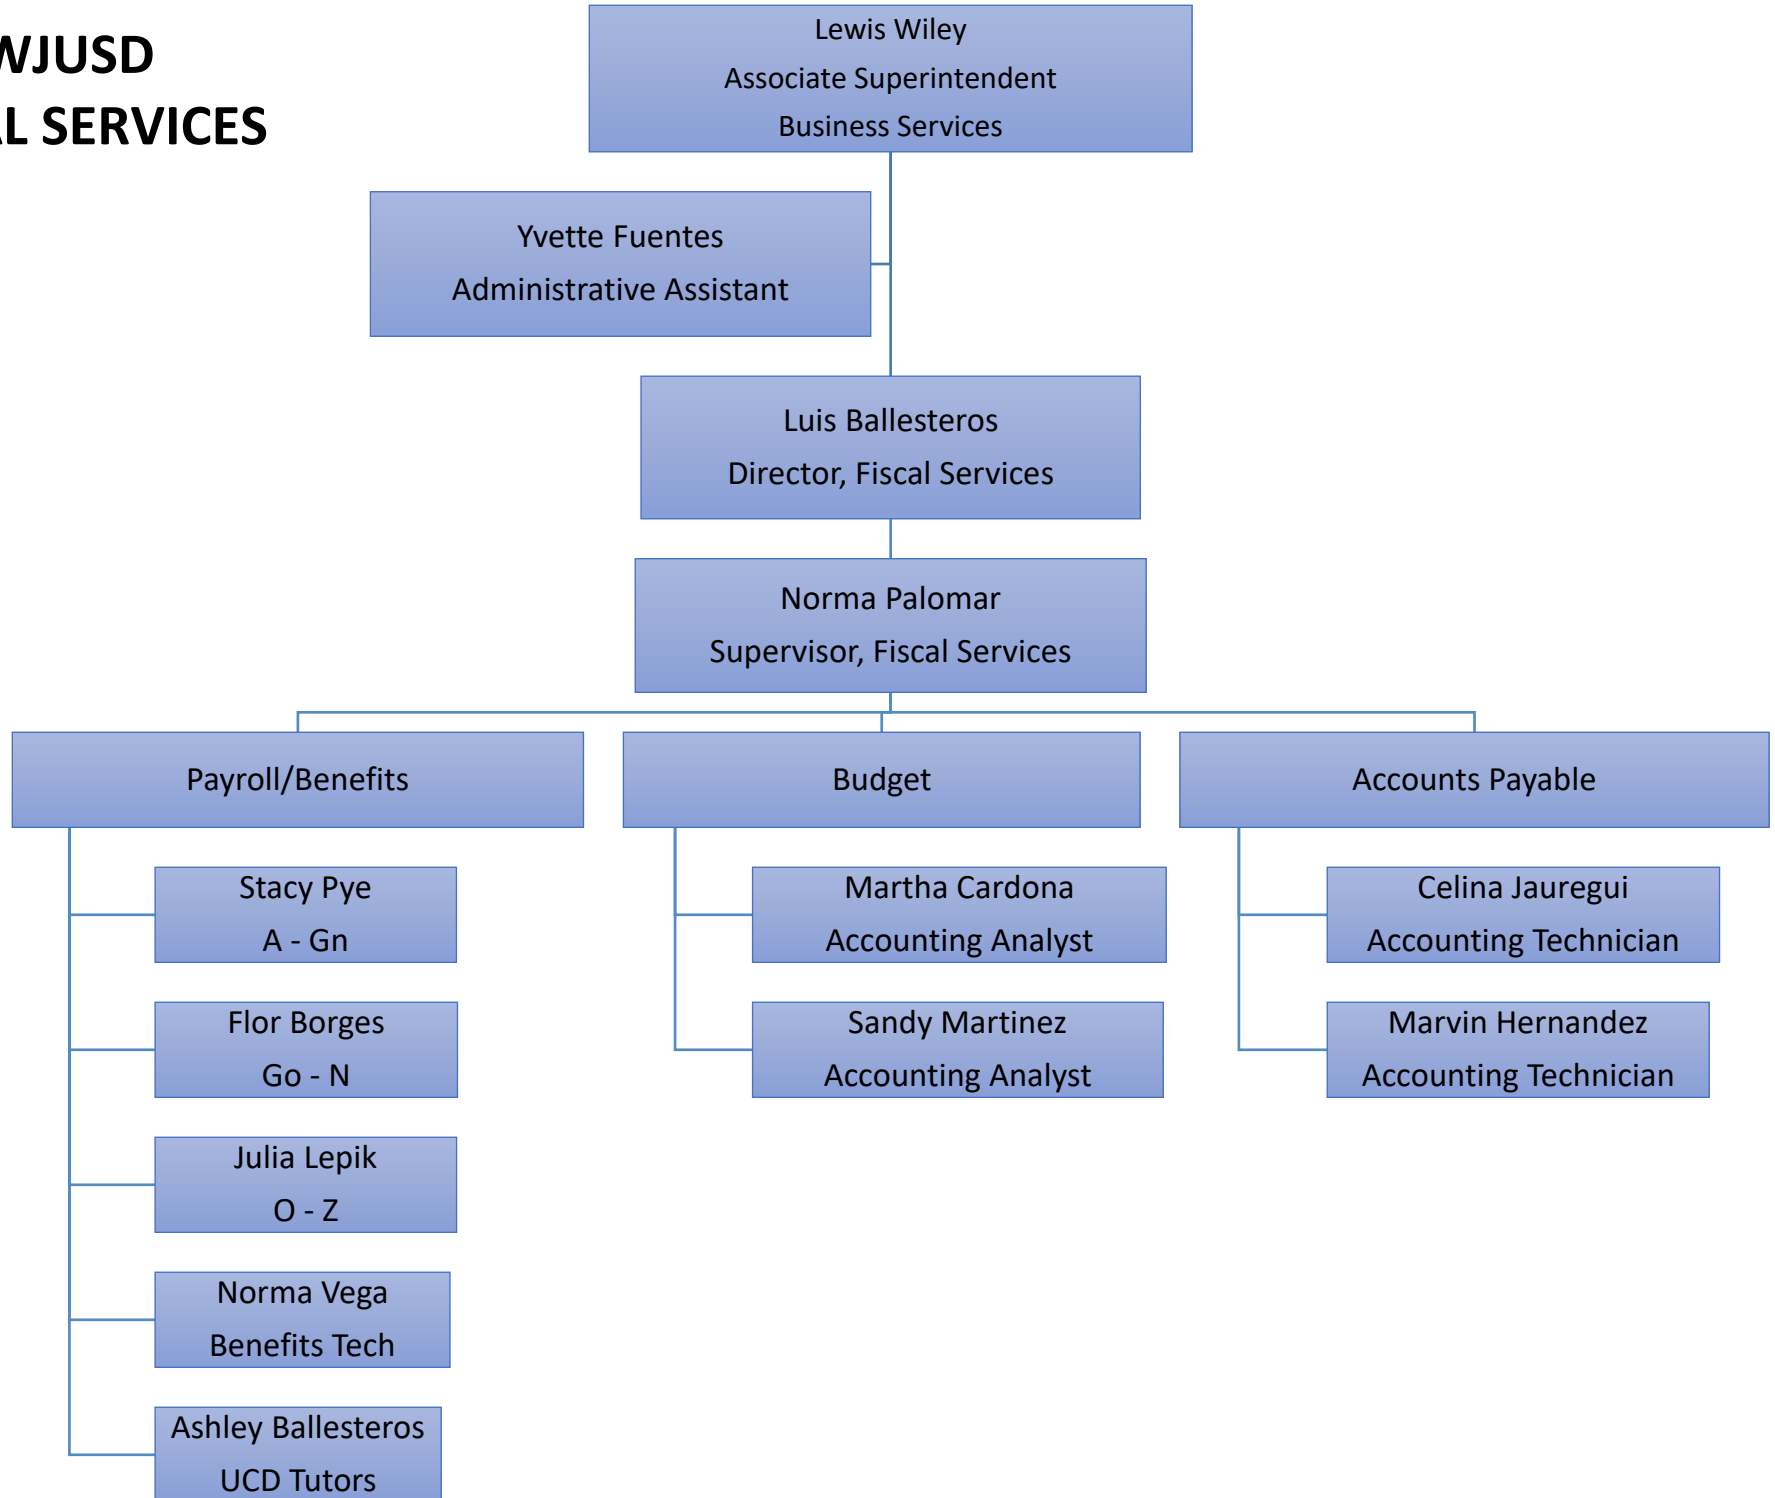 WJUSD
AL SERVICES
Lewis Wiley
Associate Superintendent
Business Services
Yvette Fuentes
Administrative Assistant
Luis Ballesteros
Director, Fiscal Services
Norma Palomar
Supervisor, Fiscal Services
Payroll/Benefits
Stacy Pye
A - Gn
Flor Borges
Go - N
Julia Lepik
O - Z
Norma Vega
Benefits Tech
Ashley Ballesteros
UCD Tutors
Budget
Martha Cardona
Accounting Analyst
Sandy Martinez
Accounting Analyst
Accounts Payable
Celina Jauregui
Accounting Technician
Marvin Hernandez
Accounting Technician